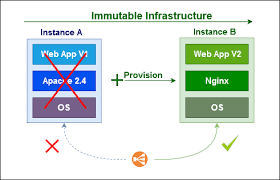 Immutable Infrastructure
Instance A
Instance B
Web App V1
Web App V2
Apache 2.4
Provision
Nginx
OS
OS